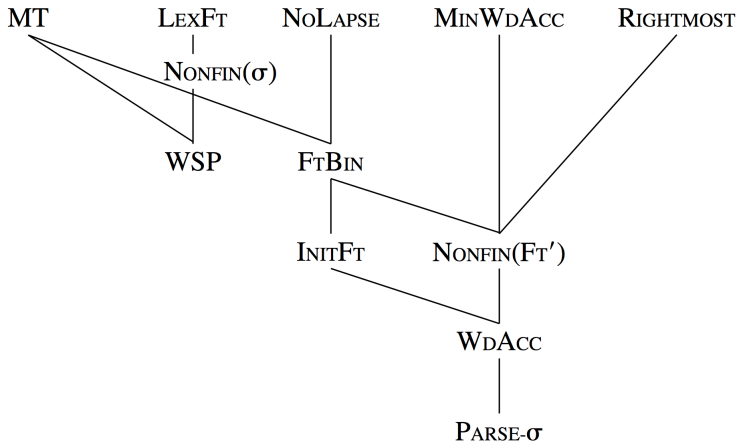 MT LEXFT NOLAPSE MINWDACC RIGHTMOST
NONFIN(σ)
WSP FTBIN
INITFT NONFIN(FT′)
WDACC
PARSE-σ